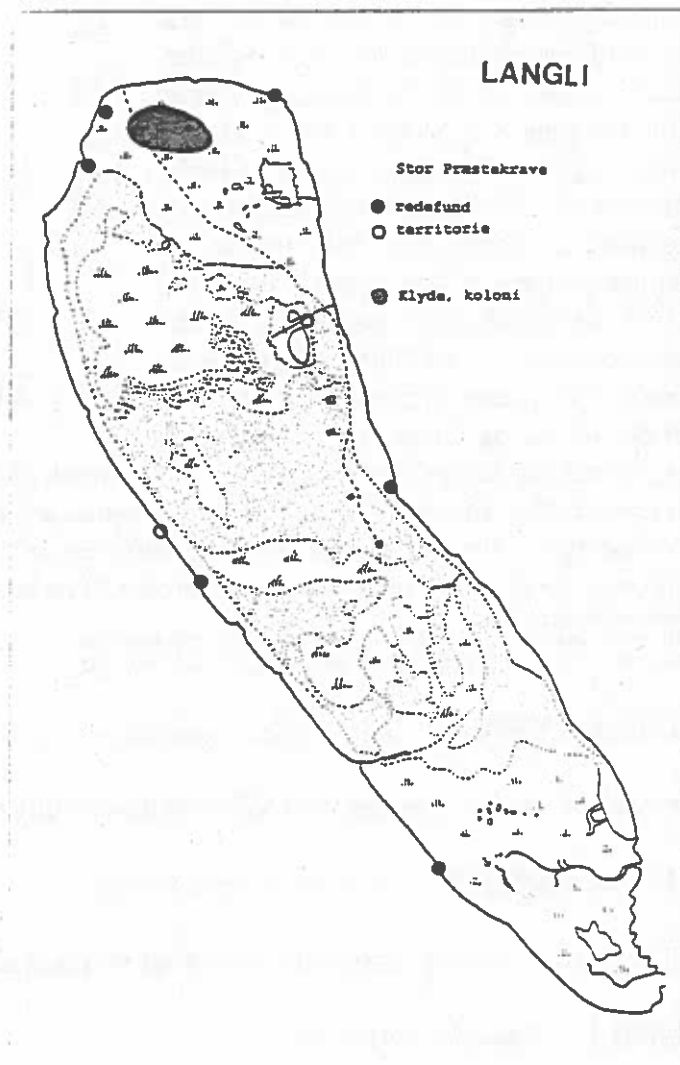 LANGLI
Stor Præstekrave
redefund
territorie
Klyde, koloni